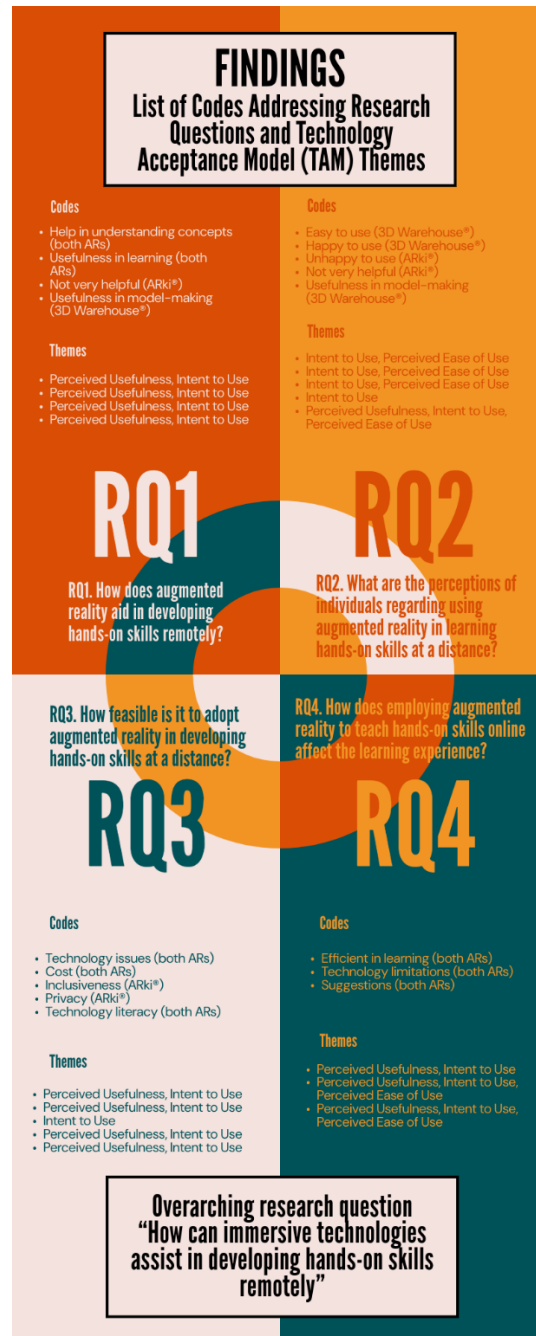 FINDINGS
List of Codes Addressing Research
Questions and Technology
Acceptance Model (TAM) Themes
Codes
• Help in understanding concepts
(both ARs)
• Usefulness in learning (both
ARs)
• Not very helpful (ARki®)
• Usefulness in model-making
(3D Warehouse®)
Themes
• Perceived Usefulness, Intent to Use
• Perceived Usefulness, Intent to Use
• Perceived Usefulness, Intent to Use
• Perceived Usefulness, Intent to Use
RQ1
RQ1. How does augmented
reality aid in developing
hands-on skills remotely?
Codes
• Easy to use (3D Warehouse®)
• Happy to use (3D Warehouse®)
• Unhappy to use (ARki®)
• Not very helpful (ARki®)
• Usefulness in model-making
(3D Warehouse®)
Themes
• Intent to Use, Perceived Ease of Use
• Intent to Use, Perceived Ease of Use
• Intent to Use, Perceived Ease of Use
• Intent to Use
• Perceived Usefulness, Intent to Use,
Perceived Ease of Use
RQ2
RQ2. What are the perceptions of
individuals regarding using
augmented reality in learning
hands-on skills at a distance?
RQ3. How feasible is it to adopt
augmented reality in developing
hands-on skills at a distance?
RQ3
Codes
• Technology issues (both ARs)
• Cost (both ARs)
• Inclusiveness (ARki®)
• Privacy (ARki®)
• Technology literacy (both ARs)
Themes
• Perceived Usefulness, Intent to Use
• Perceived Usefulness, Intent to Use
• Intent to Use
• Perceived Usefulness, Intent to Use
• Perceived Usefulness, Intent to Use
RQ4. How does employing augmented
reality to teach hands-on skills online
affect the learning experience?
RQ4
Codes
• Efficient in learning (both ARs)
• Technology limitations (both ARs)
• Suggestions (both ARs)
Themes
• Perceived Usefulness, Intent to Use
• Perceived Usefulness, Intent to Use,
Perceived Ease of Use
• Perceived Usefulness, Intent to Use,
Perceived Ease of Use
Overarching research question
“How can immersive technologies
assist in developing hands-on skills
remotely”